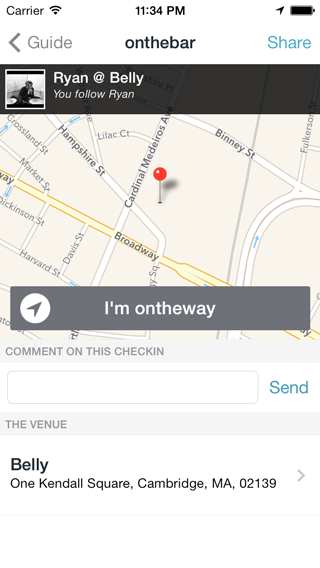 Carrier 11:34 PM
Guide onthebar Share
Ryan @ Belly
You follow Ryan
Crossland St
Lilac Ct
Binney St
Fulkerson St
Hampshire St
Cardinal Medeiros Ave
Market St
Dickinson St
Davis St
Broadway
Harvard St
I'm ontheway
COMMENT ON THIS CHECKIN
Send
THE VENUE
Belly
One Kendall Square, Cambridge, MA, 02139